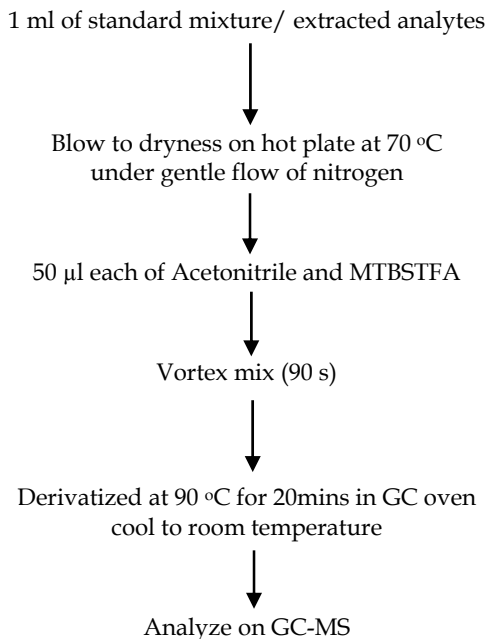 1 ml of standard mixture/ extracted analytes
Blow to dryness on hot plate at 70 ºC
under gentle flow of nitrogen
50 µl each of Acetonitrile and MTBSTFA
Vortex mix (90 s)
Derivatized at 90 ºC for 20mins in GC oven
cool to room temperature
Analyze on GC-MS